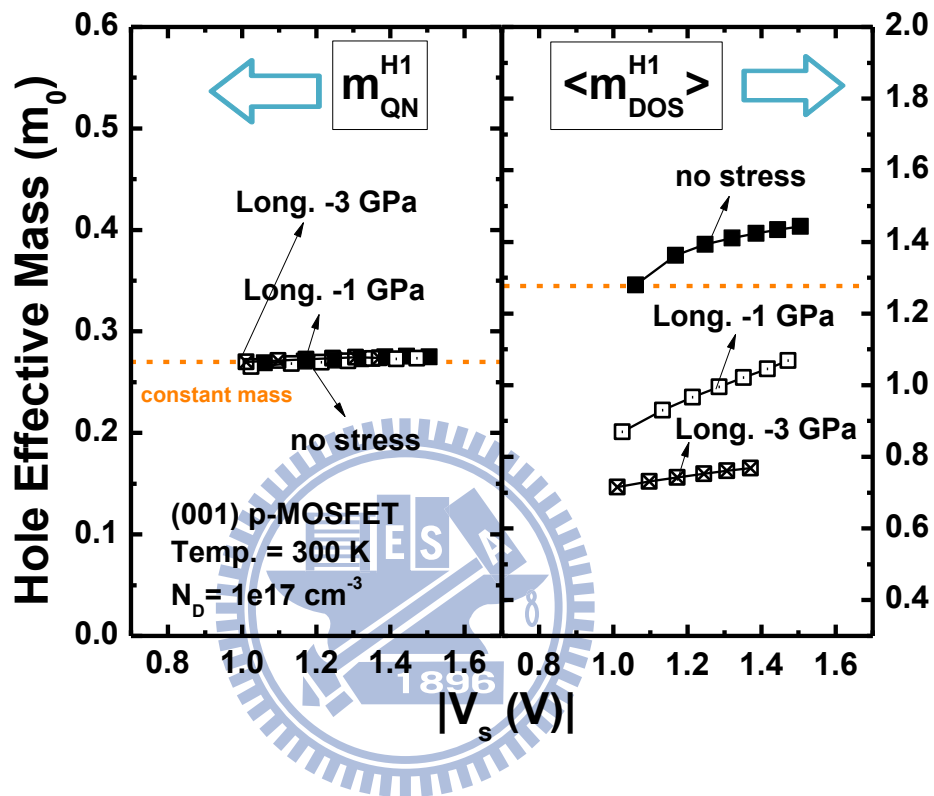 Hole Effective Mass (m0)
0.6
0.5
0.4
0.3
0.2
0.1
0.0
m H1 QN
Long. -3 GPa
Long. -1 GPa
constant mass
no stress
(001) p-MOSFET
Temp. = 300 K
ND= 1e17 cm-3
0.8 1.0 1.2 1.4 1.6
<m H1 DOS>
no stress
Long. -1 GPa
Long. -3 GPa
2.0
1.8
1.6
1.4
1.2
1.0
0.8
0.6
0.4
0.8 1.0 1.2 1.4 1.6
|Vs (V)|
E S A
1896